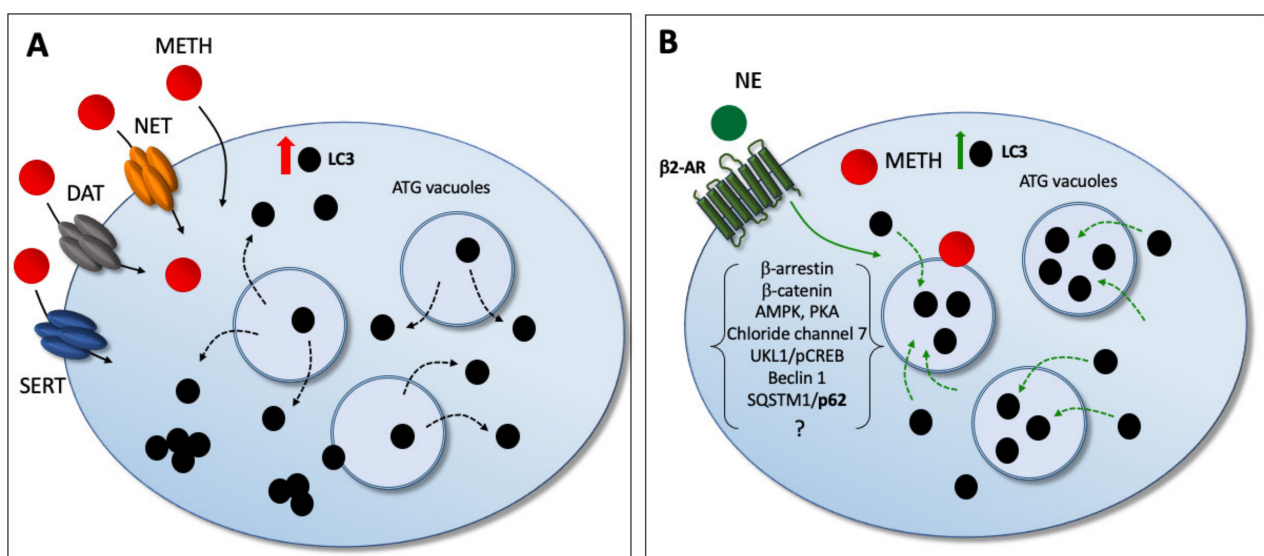 A
METH
NET
DAT
SERT
LC3
ATG vacuoles
B
NE
β2-AR
METH
LC3
ATG vacuoles
β-arrestin
β-catenin
AMPK, PKA
Chloride channel 7
UKL1/pCREB
Beclin 1
SQSTM1/p62
?